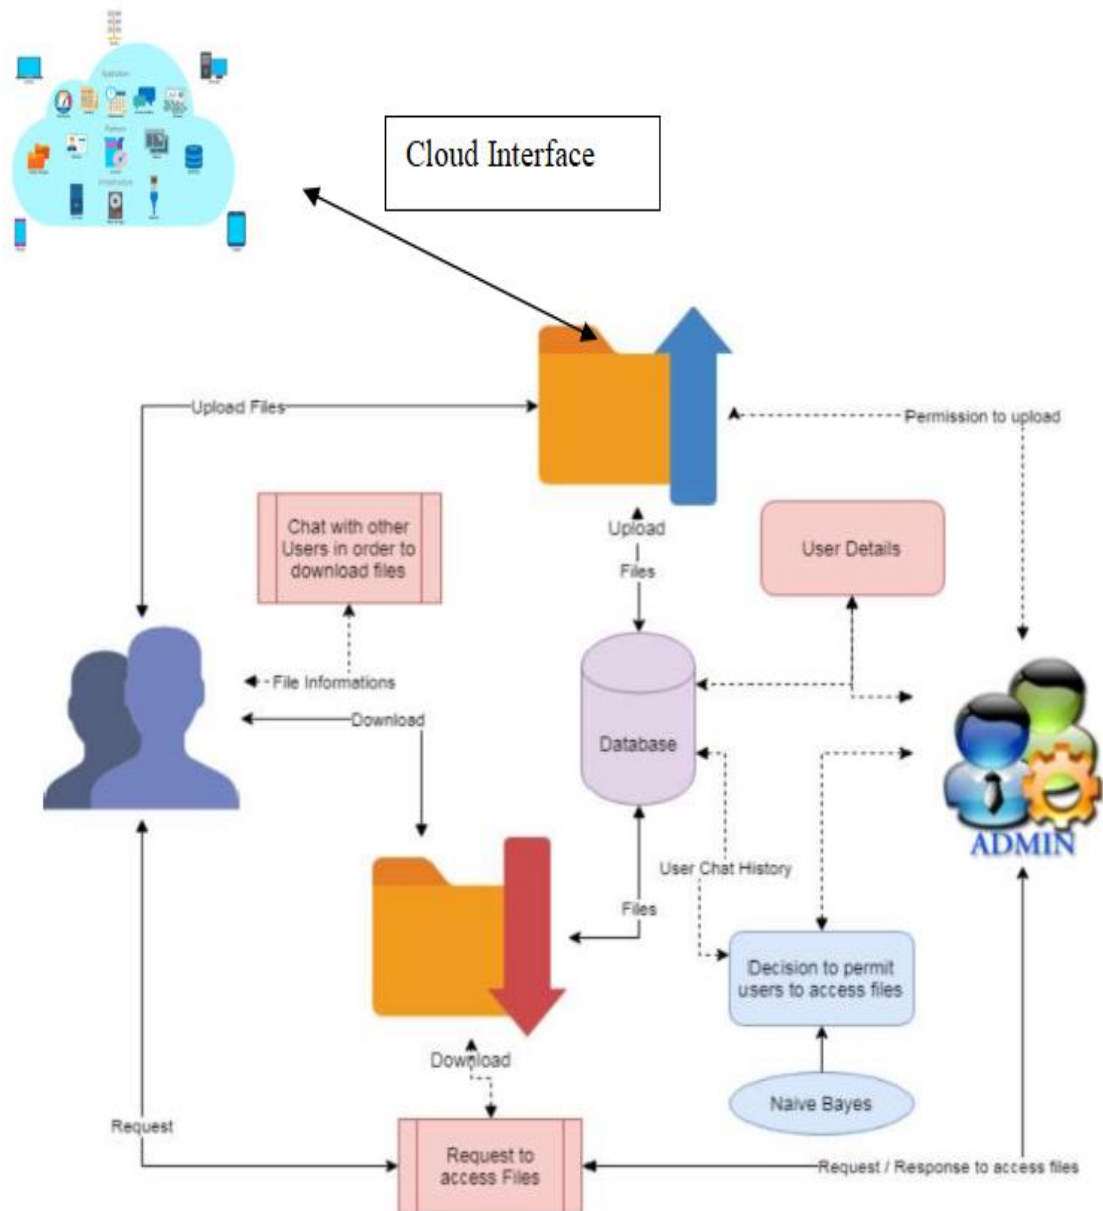 Cloud Interface
Upload Files
Permission to upload
Chat with other
Users in order to
download files
Upload
Files
User Details
File Informations
Download
Database
ADMIN
User Chat History
Files
Decision to permit
users to access files
Download
Naive Bayes
Request
Request to
access Files
Request / Response to access files